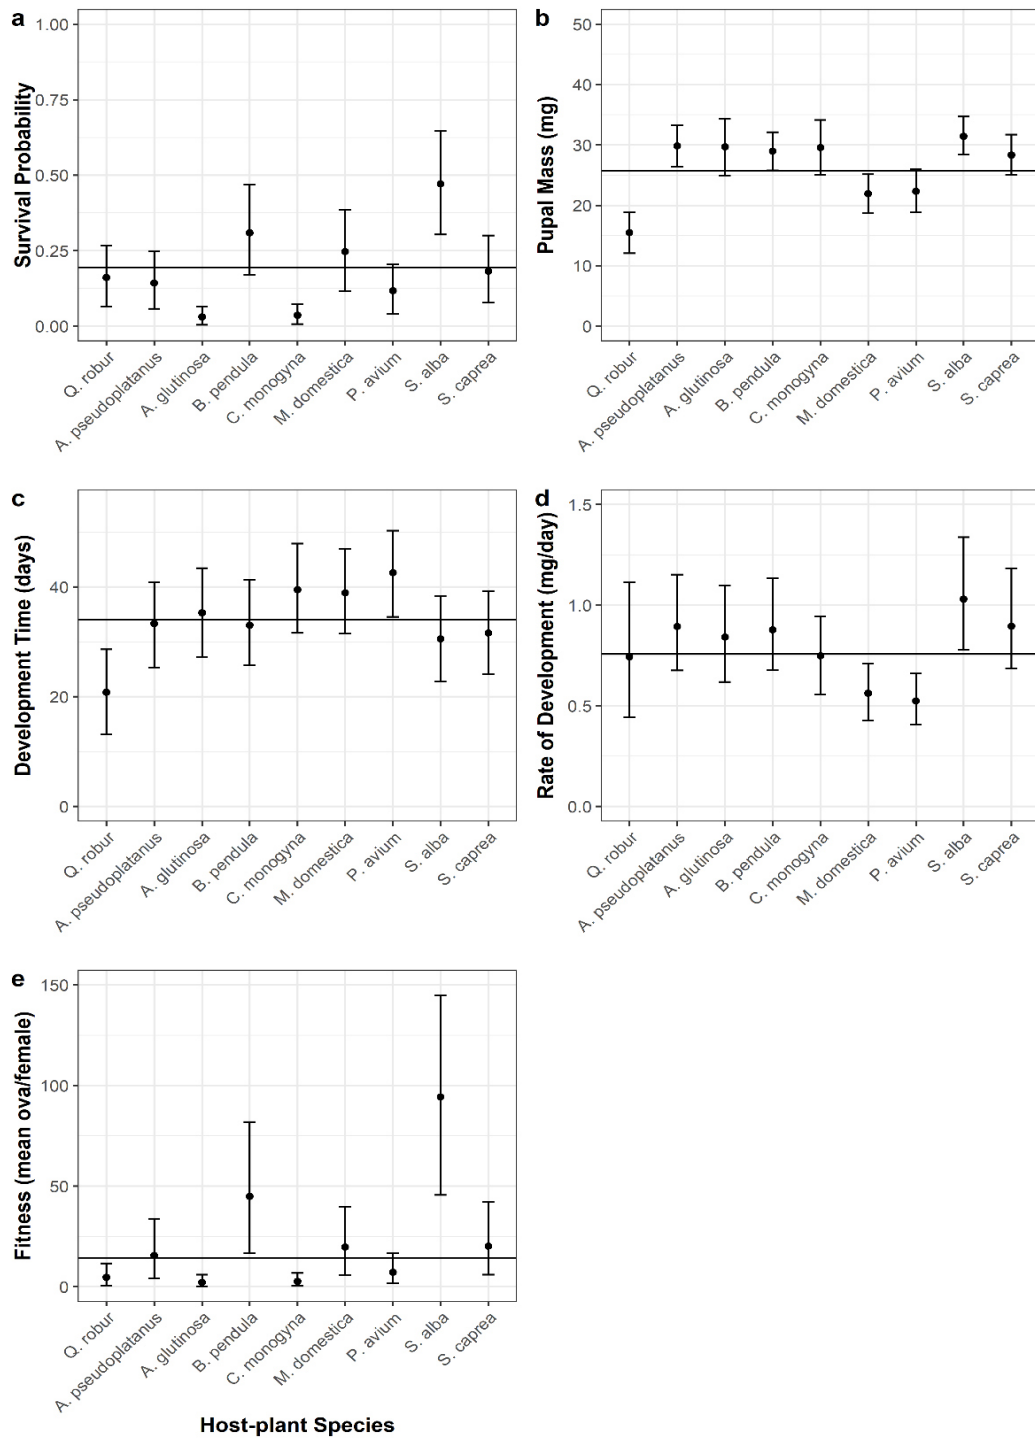 a
1.00
0.75
0.50
0.25
0.00
Survival Probability
Q. robur
A. pseudoplatanus
A. glutinosa
B. pendula
C. monogyna
M. domestica
P. avium
S. alba
S. caprea
b
50
40
30
20
10
0
Pupal Mass (mg)
Q. robur
A. pseudoplatanus
A. glutinosa
B. pendula
C. monogyna
M. domestica
P. avium
S. alba
S. caprea
c
40
20
0
Development Time (days)
Q. robur
A. pseudoplatanus
A. glutinosa
B. pendula
C. monogyna
M. domestica
P. avium
S. alba
S. caprea
d
1.5
1.0
0.5
0.0
Rate of Development (mg/day)
Q. robur
A. pseudoplatanus
A. glutinosa
B. pendula
C. monogyna
M. domestica
P. avium
S. alba
S. caprea
e
150
100
50
0
Fitness (mean ova/female)
Q. robur
A. pseudoplatanus
A. glutinosa
B. pendula
C. monogyna
M. domestica
P. avium
S. alba
S. caprea
Host-plant Species